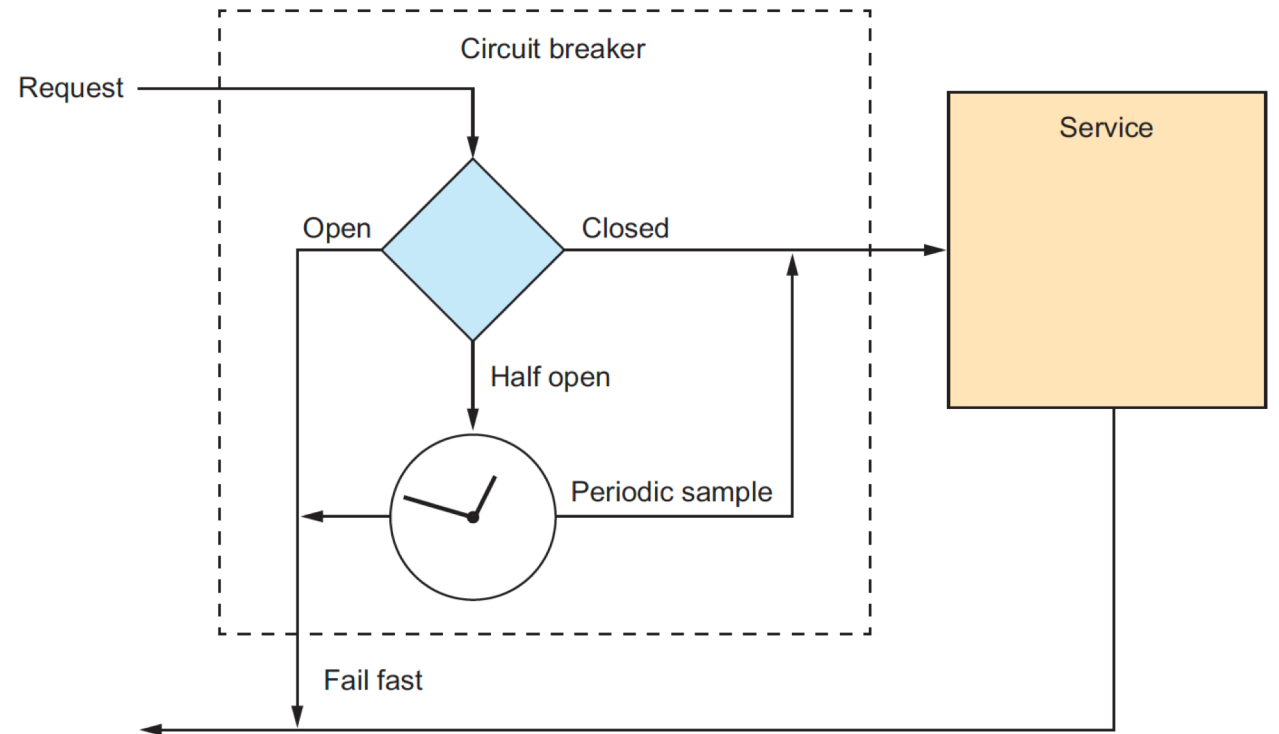 Circuit breaker
Request
Service
Open
Closed
Half open
Periodic sample
Fail fast